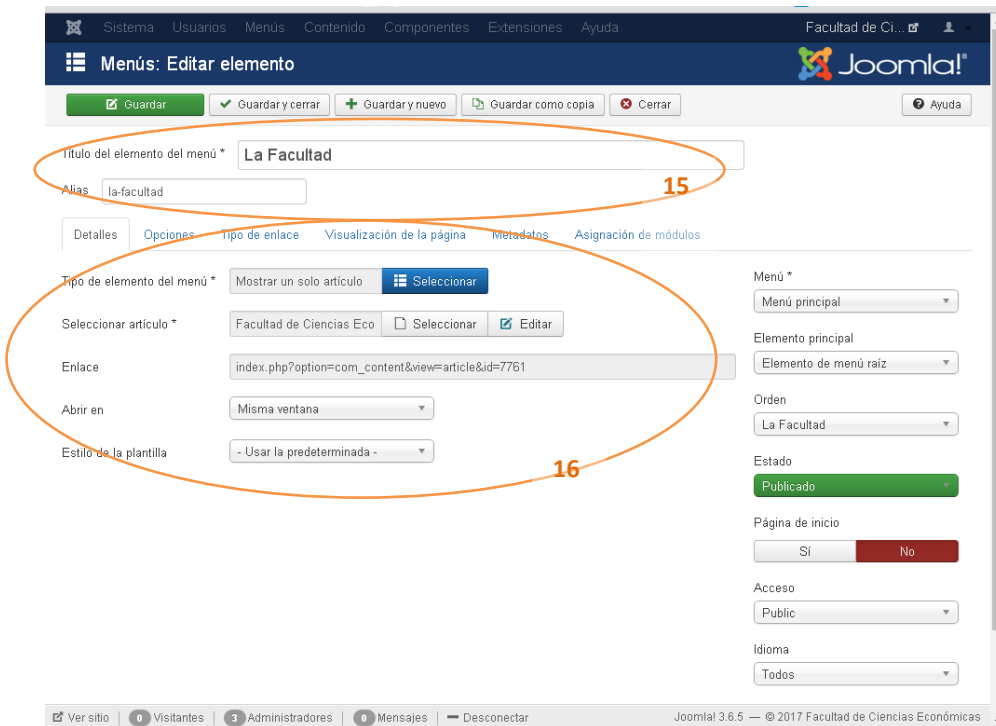 Sistema Usuarios Menús Contenido Componentes Extensiones Ayuda Facultad de Ci...
Menús: Editar elemento Joomla!
Guardar Guardar y cerrar Guardar y nuevo Guardar como copia Cerrar Ayuda
Título del elemento del menú * La Facultad
15
Alias la-facultad
Detalles Opciones Tipo de enlace Visualización de la página Metadatos Asignación de módulos
Tipo de elemento del menú * Mostrar un solo artículo Seleccionar
Seleccionar artículo * Facultad de Ciencias Eco Seleccionar Editar
Enlace index.php?option=com_content&view=article&id=7761
Abrir en Misma ventana
Estilo de la plantilla - Usar la predeterminada -
16
Menú *
Menú principal
Elemento principal
Elemento de menú raíz
Orden
La Facultad
Estado
Publicado
Página de inicio
Sí No
Acceso
Public
Idioma
Todos
Ver sitio | 0 Visitantes | 3 Administradores | 0 Mensajes | Desconectar Joomla! 3.6.5 — © 2017 Facultad de Ciencias Económicas